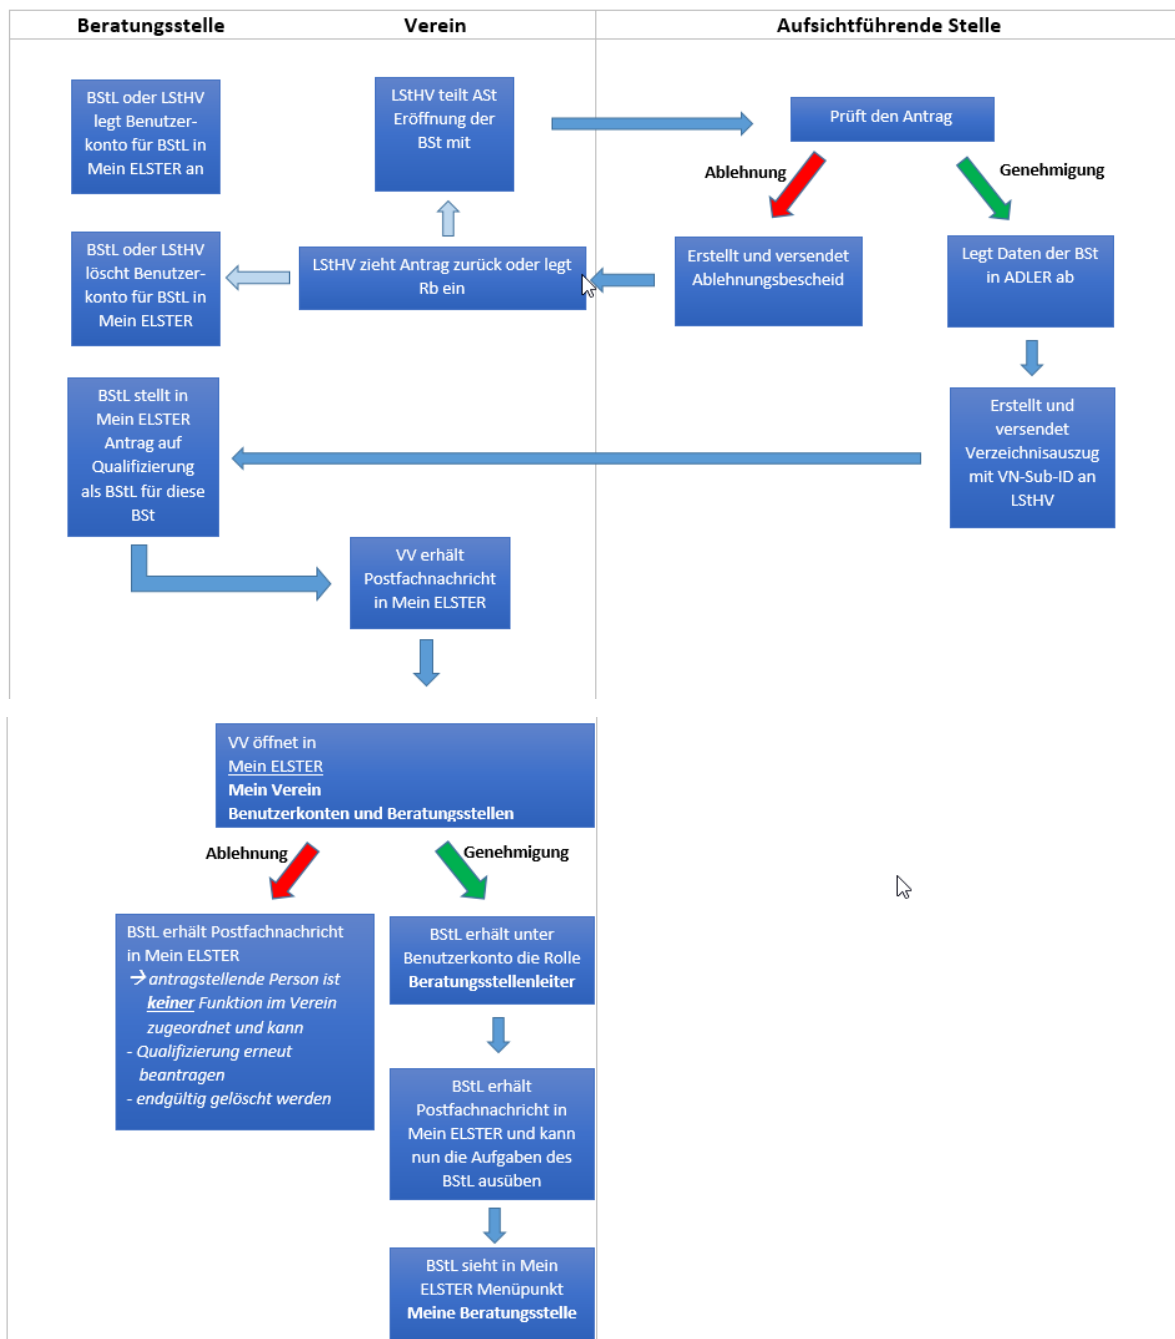 Beratungsstelle
Verein
Aufsichtführende Stelle
BStL oder LStHV
legt Benutzer-
konto für BStL in
Mein ELSTER an
LStHV teilt ASt
Eröffnung der
BSt mit
Prüft den Antrag
Ablehnung
Genehmigung
BStL oder LStHV
löscht Benutzer-
konto für BStL in
Mein ELSTER
LStHV zieht Antrag zurück oder legt
Rb ein
Erstellt und versendet
Ablehnungsbescheid
Legt Daten der BSt
in ADLER ab
BStL stellt in
Mein ELSTER
Antrag auf
Qualifizierung
als BStL für diese
BSt
Erstellt und
versendet
Verzeichnisauszug
mit VN-Sub-ID an
LStHV
VV erhält
Postfachnachricht
in Mein ELSTER
VV öffnet in
Mein ELSTER
Mein Verein
Benutzerkonten und Beratungsstellen
Ablehnung
Genehmigung
BStL erhält Postfachnachricht
in Mein ELSTER
→ antragstellende Person ist
keiner Funktion im Verein
zugeordnet und kann
- Qualifizierung erneut
beantragen
- endgültig gelöscht werden
BStL erhält unter
Benutzerkonto die Rolle
Beratungsstellenleiter
BStL erhält
Postfachnachricht in
Mein ELSTER und kann
nun die Aufgaben des
BStL ausüben
BStL sieht in Mein
ELSTER Menüpunkt
Meine Beratungsstelle